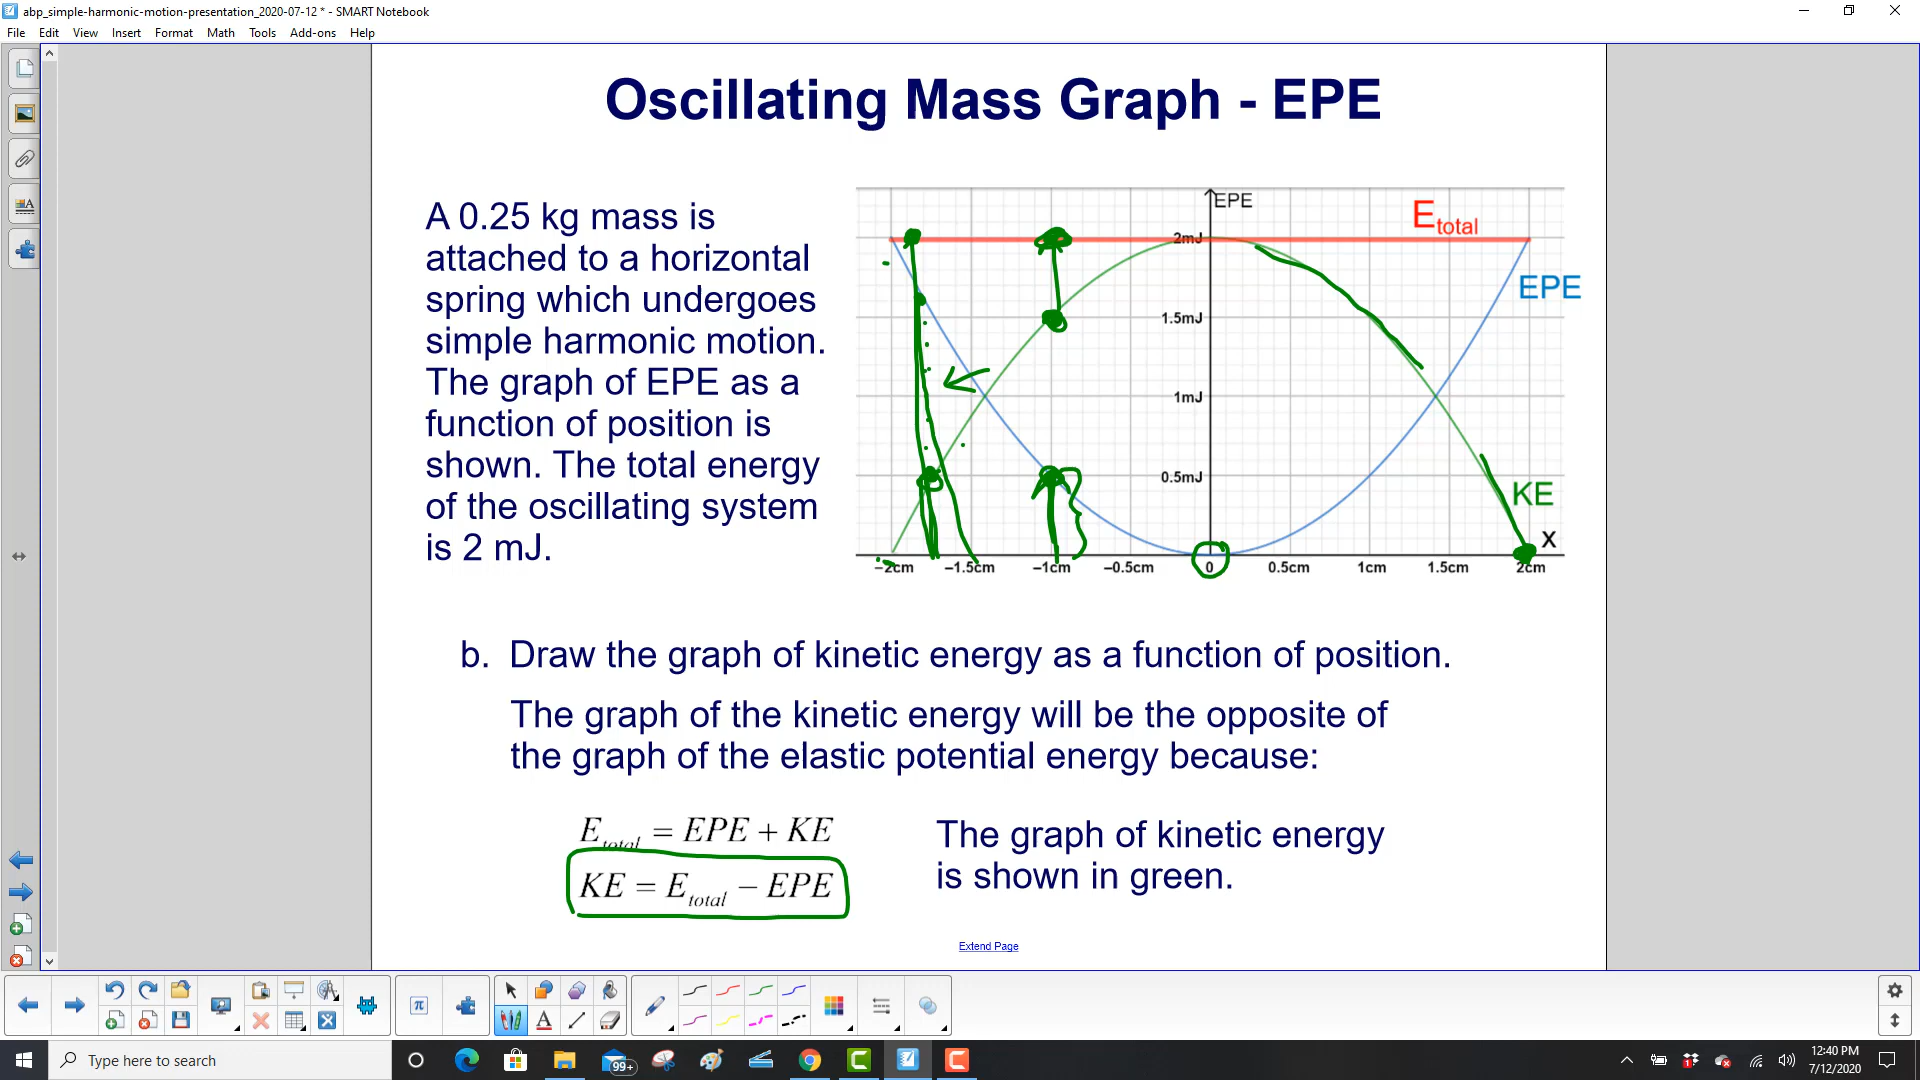 abp_simple-harmonic-motion-presentation_2020-07-12 * - SMART Notebook
File Edit View Insert Format Math Tools Add-ons Help
Oscillating Mass Graph - EPE
A 0.25 kg mass is
attached to a horizontal
spring which undergoes
simple harmonic motion.
The graph of EPE as a
function of position is
shown. The total energy
of the oscillating system
is 2 mJ.
EPE
E total
2mJ
EPE
1.5mJ
1mJ
0.5mJ
KE
X
−2cm −1.5cm −1cm −0.5cm 0 0.5cm 1cm 1.5cm 2cm
b. Draw the graph of kinetic energy as a function of position.
The graph of the kinetic energy will be the opposite of
the graph of the elastic potential energy because:
E total = EPE + KE
KE = E total − EPE
The graph of kinetic energy
is shown in green.
Extend Page
π
A
Type here to search
99+
1
12:40 PM
7/12/2020